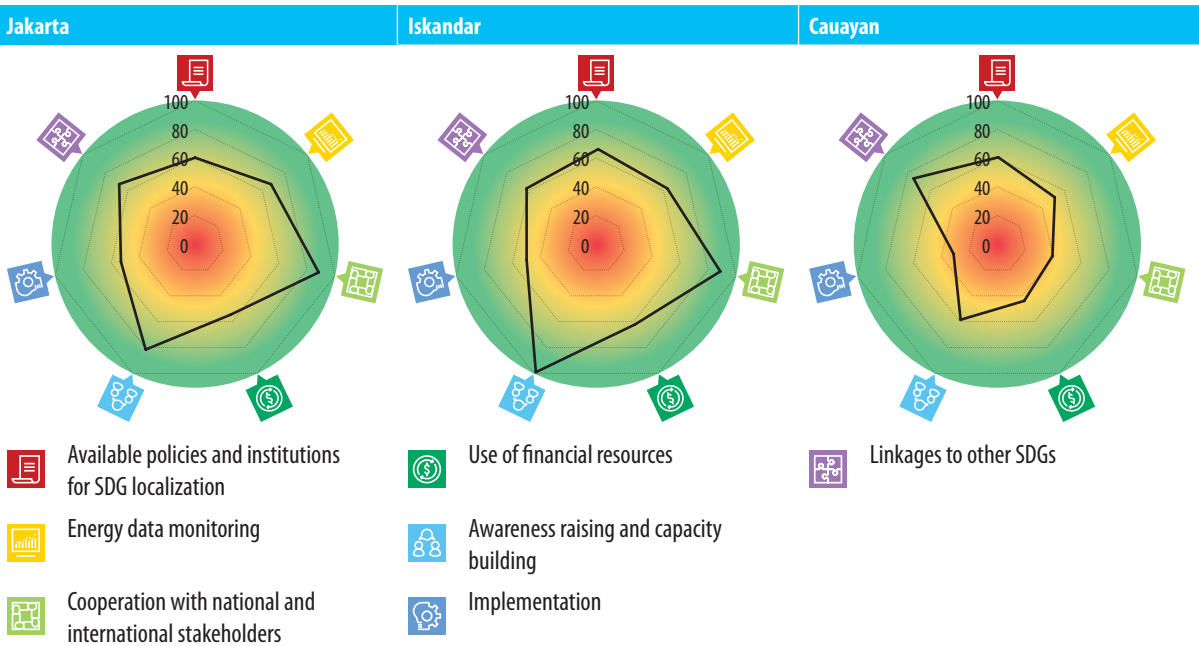 Jakarta
Iskandar
Cauayan
100
80
60
40
20
0
100
80
60
40
20
0
100
80
60
40
20
0
Available policies and institutions
for SDG localization
Energy data monitoring
Cooperation with national and
international stakeholders
Use of financial resources
Awareness raising and capacity
building
Implementation
Linkages to other SDGs